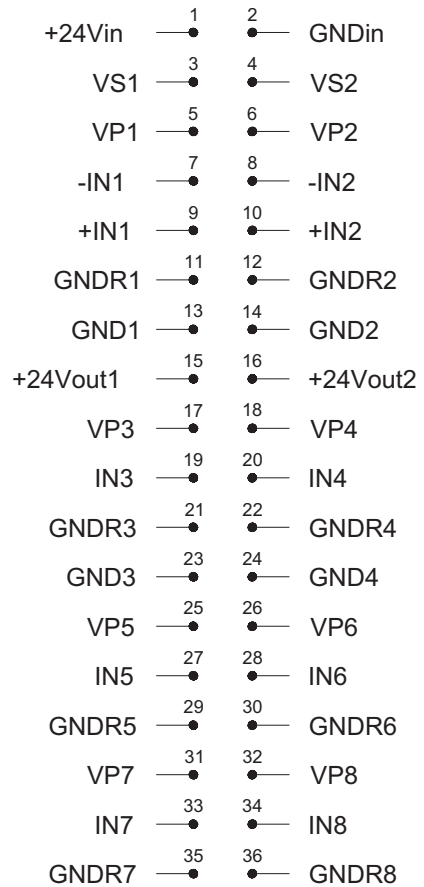 +24Vin 1 2 GNDin
VS1 3 4 VS2
VP1 5 6 VP2
-IN1 7 8 -IN2
+IN1 9 10 +IN2
GNDR1 11 12 GNDR2
GND1 13 14 GND2
+24Vout1 15 16 +24Vout2
VP3 17 18 VP4
IN3 19 20 IN4
GNDR3 21 22 GNDR4
GND3 23 24 GND4
VP5 25 26 VP6
IN5 27 28 IN6
GNDR5 29 30 GNDR6
VP7 31 32 VP8
IN7 33 34 IN8
GNDR7 35 36 GNDR8